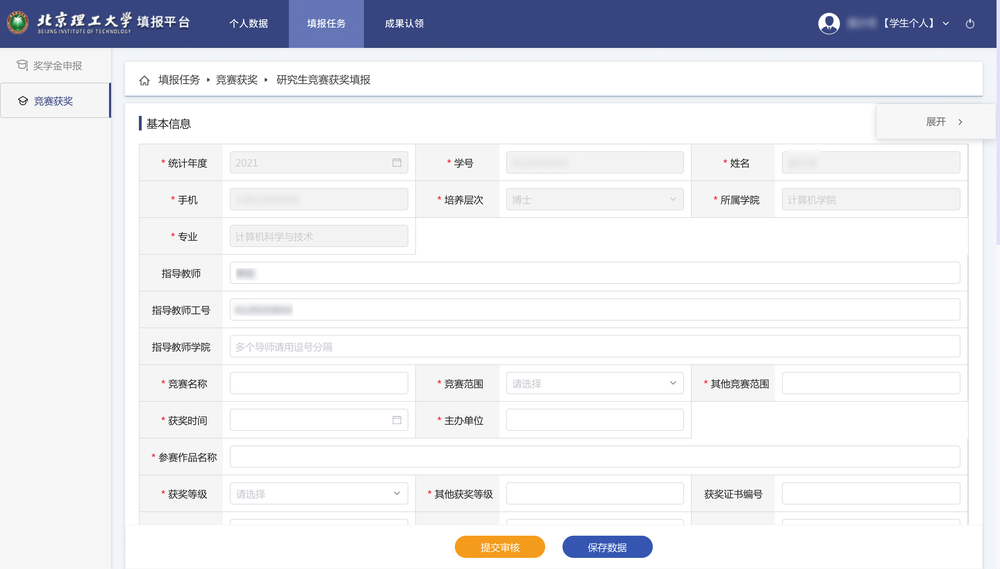 北京理工大学 填报平台 个人数据 填报任务 成果认领 【学生个人】
BEIJING INSTITUTE OF TECHNOLOGY
奖学金申报
竞赛获奖
填报任务 竞赛获奖 研究生竞赛获奖填报
基本信息
展开
* 统计年度 2021 * 学号 * 姓名
* 手机 * 培养层次 博士 * 所属学院 计算机学院
* 专业 计算机科学与技术
指导教师
指导教师工号
指导教师学院 多个导师请用逗号分隔
* 竞赛名称 * 竞赛范围 请选择 * 其他竞赛范围
* 获奖时间 * 主办单位
* 参赛作品名称
* 获奖等级 请选择 * 其他获奖等级 获奖证书编号
提交审核 保存数据